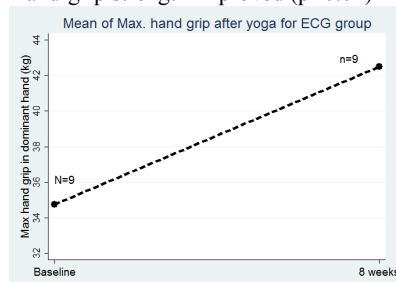 Mean of Max. hand grip after yoga for ECG group
Max hand grip in dominant hand (kg)
44
42
40
38
36
34
32
n=9
N=9
Baseline
8 weeks